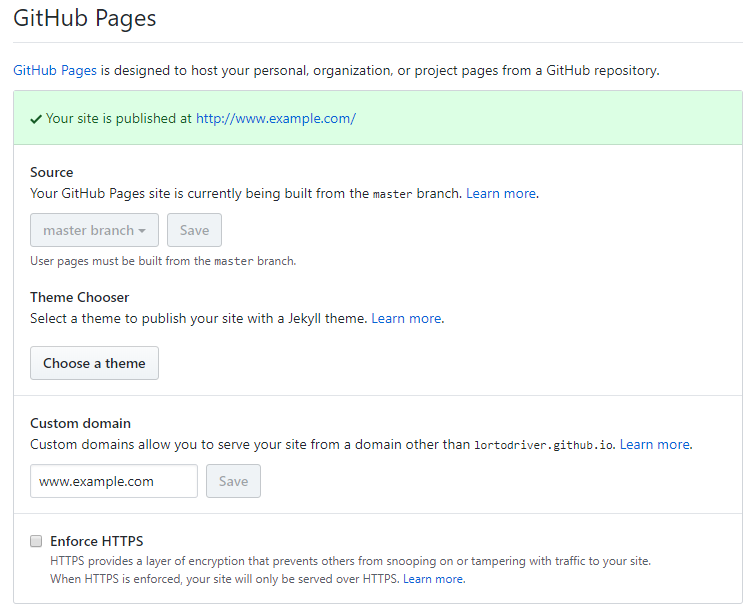 GitHub Pages
GitHub Pages is designed to host your personal, organization, or project pages from a GitHub repository.
✔ Your site is published at http://www.example.com/
Source
Your GitHub Pages site is currently being built from the master branch. Learn more.
master branch Save
User pages must be built from the master branch.
Theme Chooser
Select a theme to publish your site with a Jekyll theme. Learn more.
Choose a theme
Custom domain
Custom domains allow you to serve your site from a domain other than lortodriver.github.io. Learn more.
www.example.com Save
Enforce HTTPS
HTTPS provides a layer of encryption that prevents others from snooping on or tampering with traffic to your site.
When HTTPS is enforced, your site will only be served over HTTPS. Learn more.